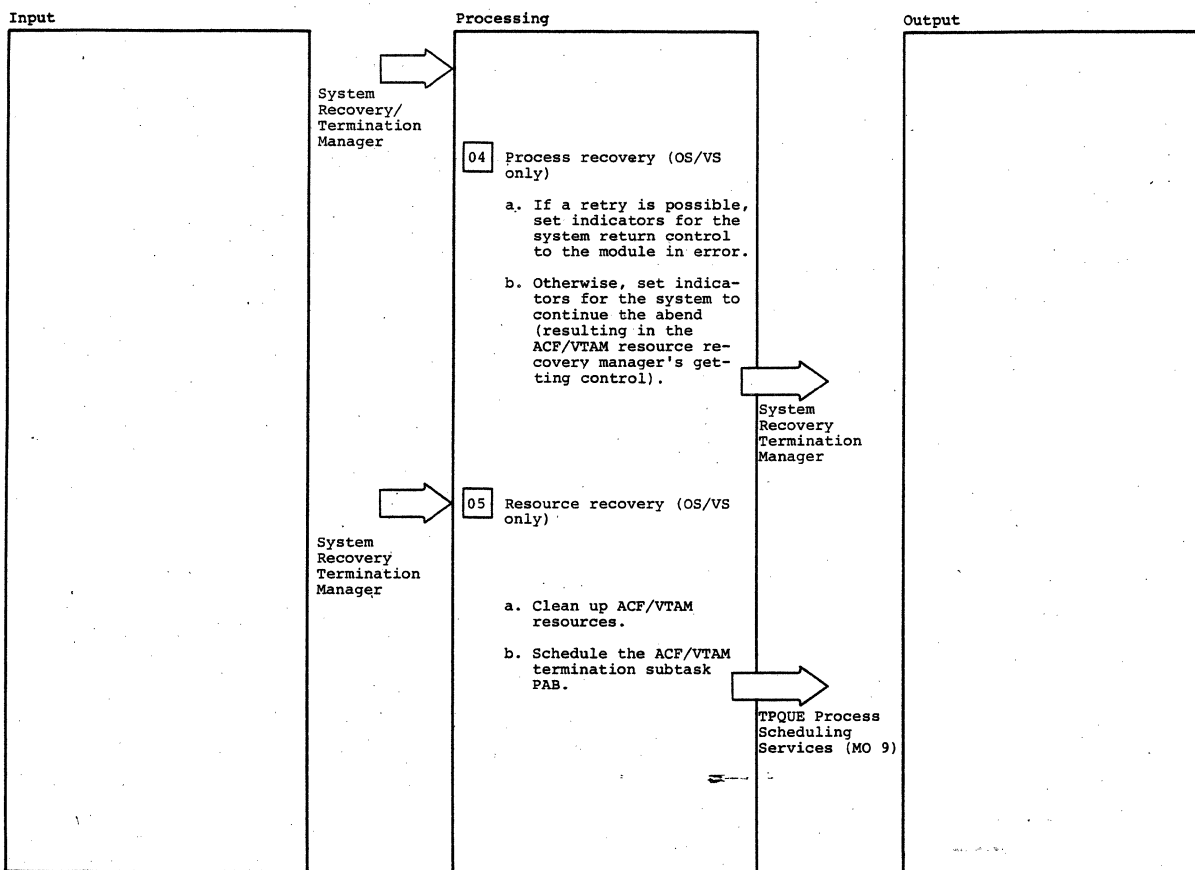 Input
Processing
Output
System
Recovery/
Termination
Manager
04 Process recovery (OS/VS
only)
a. If a retry is possible,
set indicators for the
system return control
to the module in error.
b. Otherwise, set indica-
tors for the system to
continue the abend
(resulting in the
ACF/VTAM resource re-
covery manager's get-
ting control).
System
Recovery
Termination
Manager
05 Resource recovery (OS/VS
only)
System
Recovery
Termination
Manager
a. Clean up ACF/VTAM
resources.
b. Schedule the ACF/VTAM
termination subtask
PAB.
TPQUE Process
Scheduling
Services (MO 9)